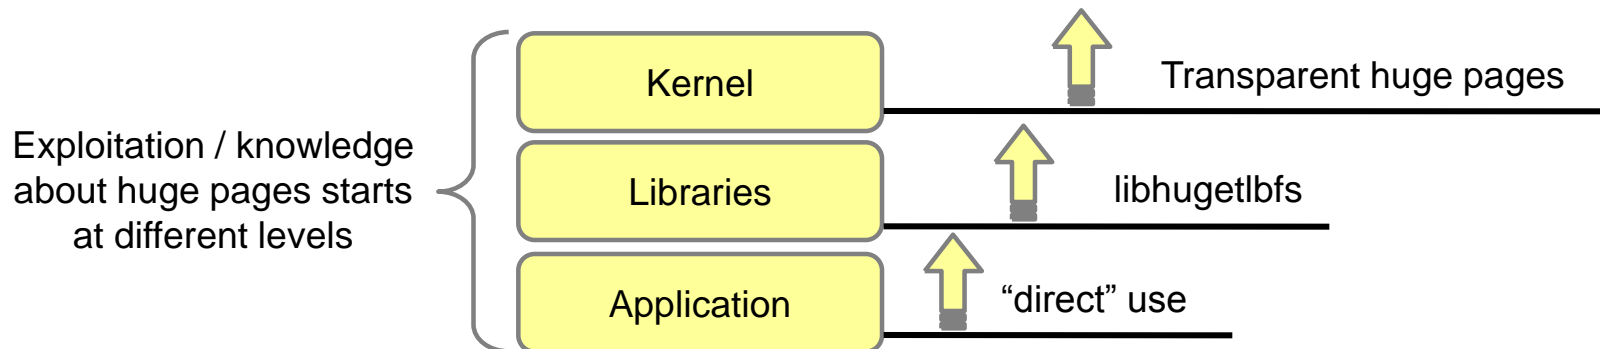 Exploitation / knowledge
about huge pages starts
at different levels
Kernel
Transparent huge pages
Libraries
libhugetlbfs
Application
“direct” use